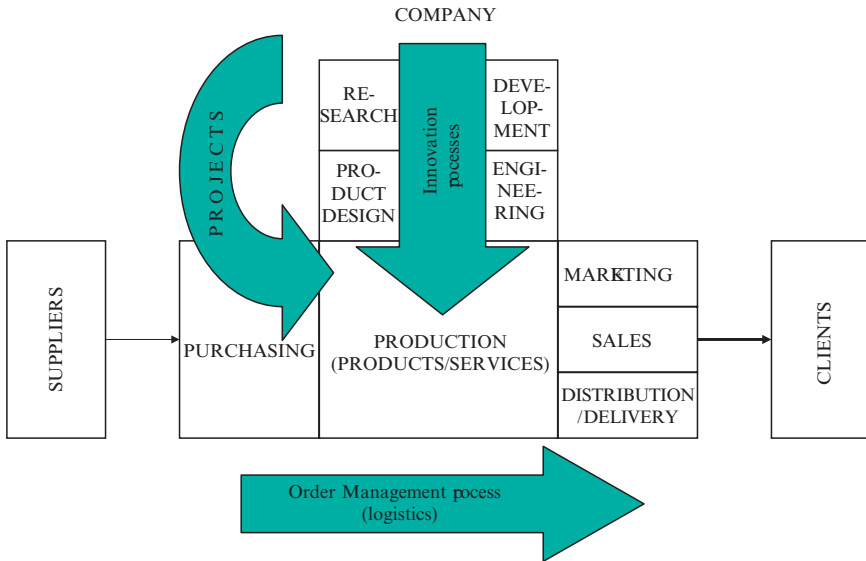 COMPANY
RE-
SEARCH
DEVE-
LOP-
MENT
PRO-
DUCT
DESIGN
ENGI-
NEE-
RING
Innovation
pocesses
PROJECTS
SUPPLIERS
PURCHASING
PRODUCTION
(PRODUCTS/SERVICES)
MARKTING
SALES
DISTRIBUTION
/DELIVERY
CLIENTS
Order Management pocess
(logistics)